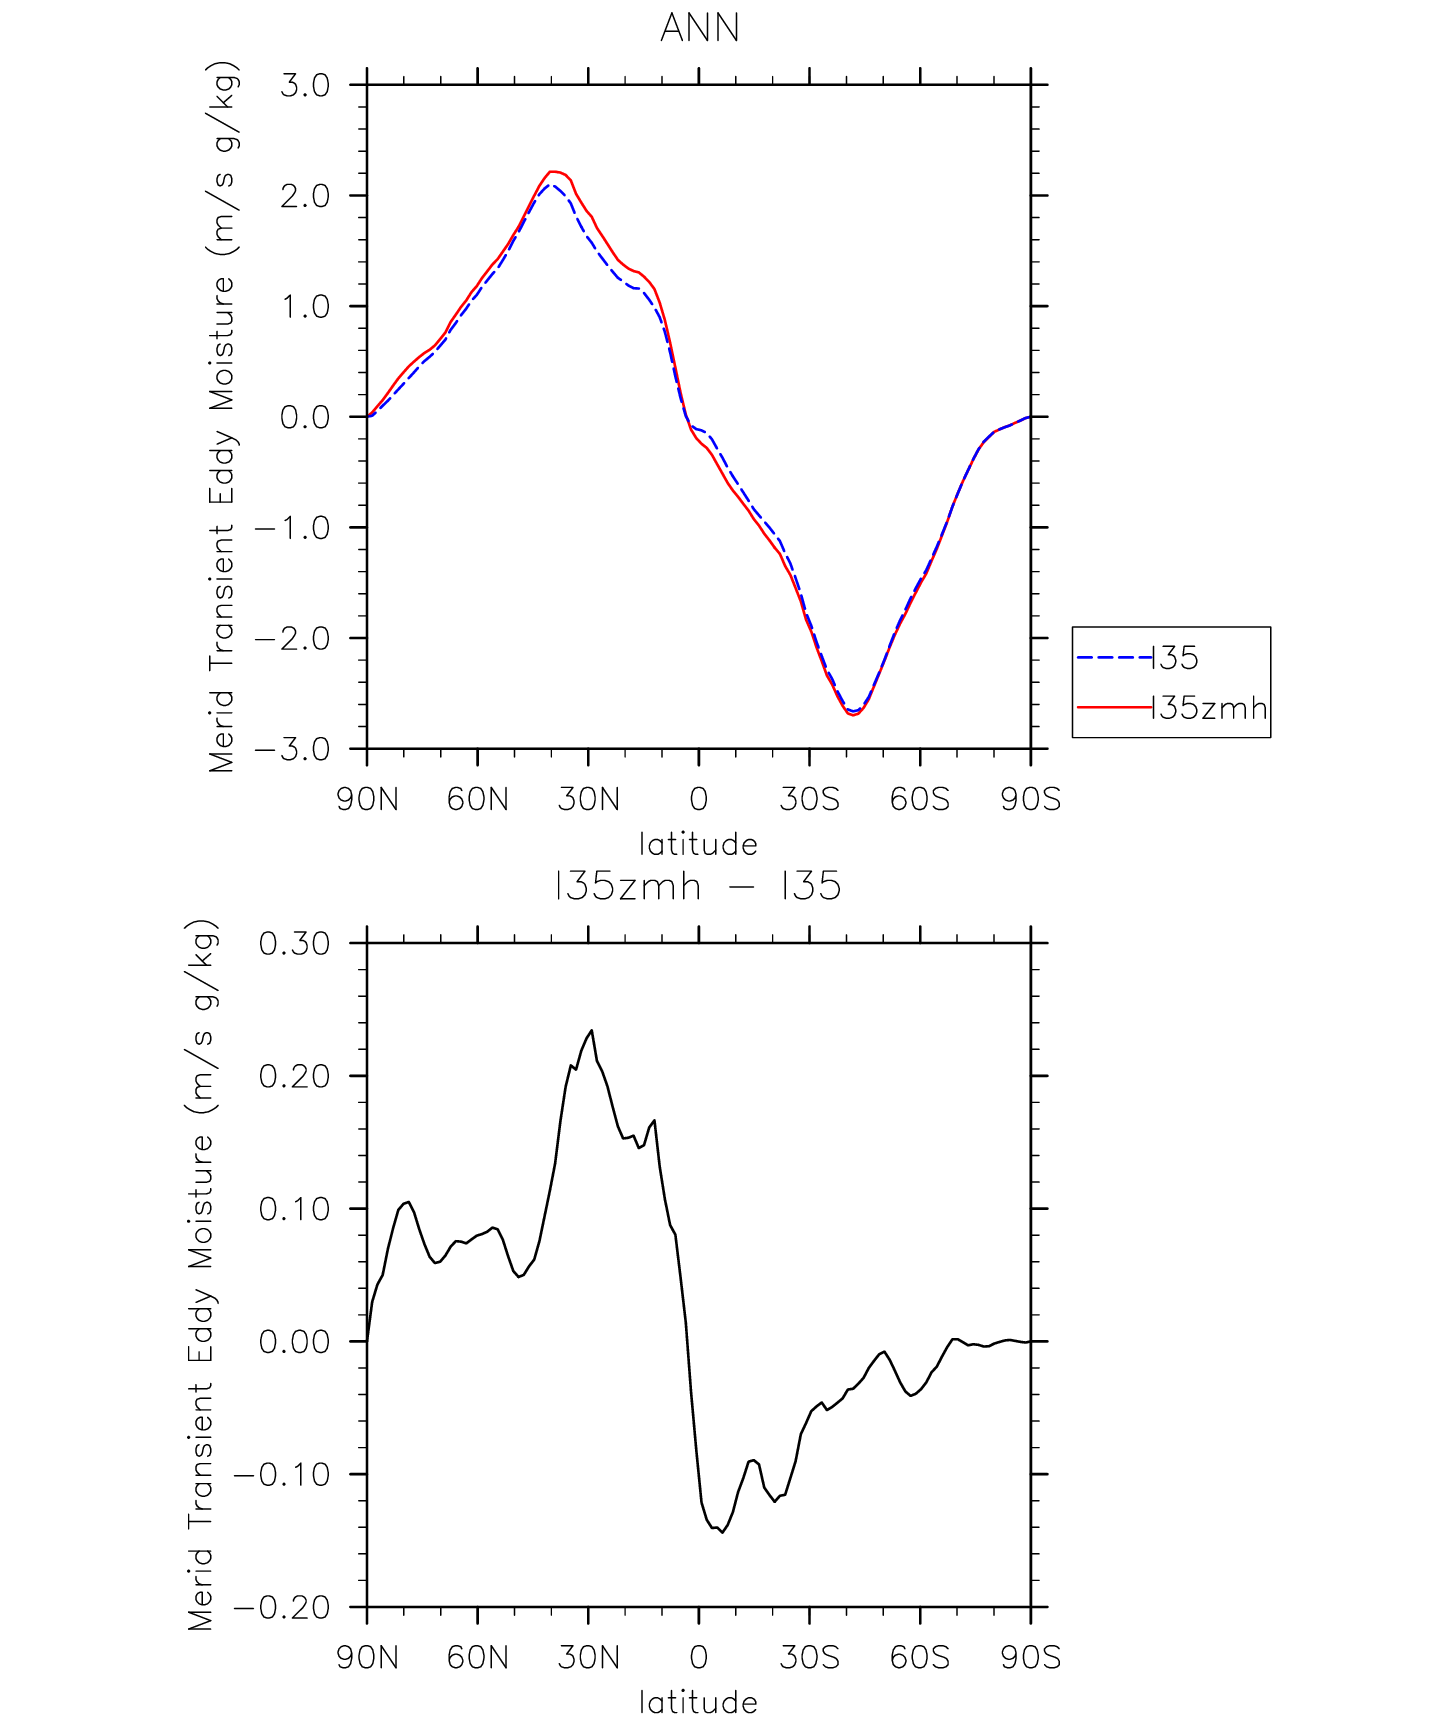 ANN
Merid Transient Eddy Moisture (m/s g/kg)
3.0
2.0
1.0
0.0
−1.0
−2.0
−3.0
90N 60N 30N 0 30S 60S 90S
latitude
I35
I35zmh
I35zmh − I35
Merid Transient Eddy Moisture (m/s g/kg)
0.30
0.20
0.10
0.00
−0.10
−0.20
90N 60N 30N 0 30S 60S 90S
latitude